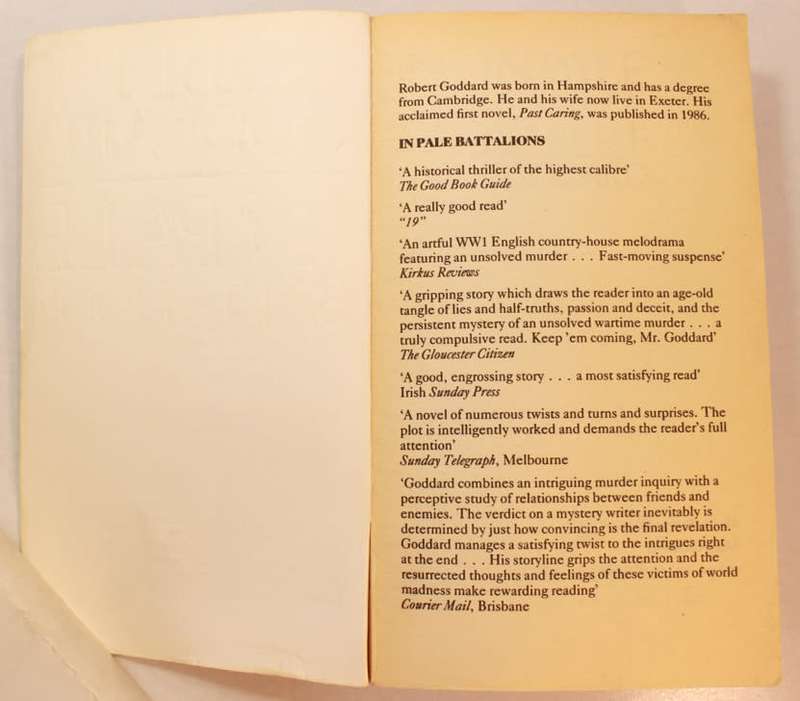 Robert Goddard was born in Hampshire and has a degree
from Cambridge. He and his wife now live in Exeter. His
acclaimed first novel, Past Caring, was published in 1986.
IN PALE BATTALIONS
‘A historical thriller of the highest calibre’
The Good Book Guide
‘A really good read’
“19”
‘An artful WW1 English country-house melodrama
featuring an unsolved murder . . . Fast-moving suspense’
Kirkus Reviews
‘A gripping story which draws the reader into an age-old
tangle of lies and half-truths, passion and deceit, and the
persistent mystery of an unsolved wartime murder . . . a
truly compulsive read. Keep ’em coming, Mr. Goddard’
The Gloucester Citizen
‘A good, engrossing story . . . a most satisfying read’
Irish Sunday Press
‘A novel of numerous twists and turns and surprises. The
plot is intelligently worked and demands the reader’s full
attention’
Sunday Telegraph, Melbourne
‘Goddard combines an intriguing murder inquiry with a
perceptive study of relationships between friends and
enemies. The verdict on a mystery writer inevitably is
determined by just how convincing is the final revelation.
Goddard manages a satisfying twist to the intrigues right
at the end . . . His storyline grips the attention and the
resurrected thoughts and feelings of these victims of world
madness make rewarding reading’
Courier Mail, Brisbane